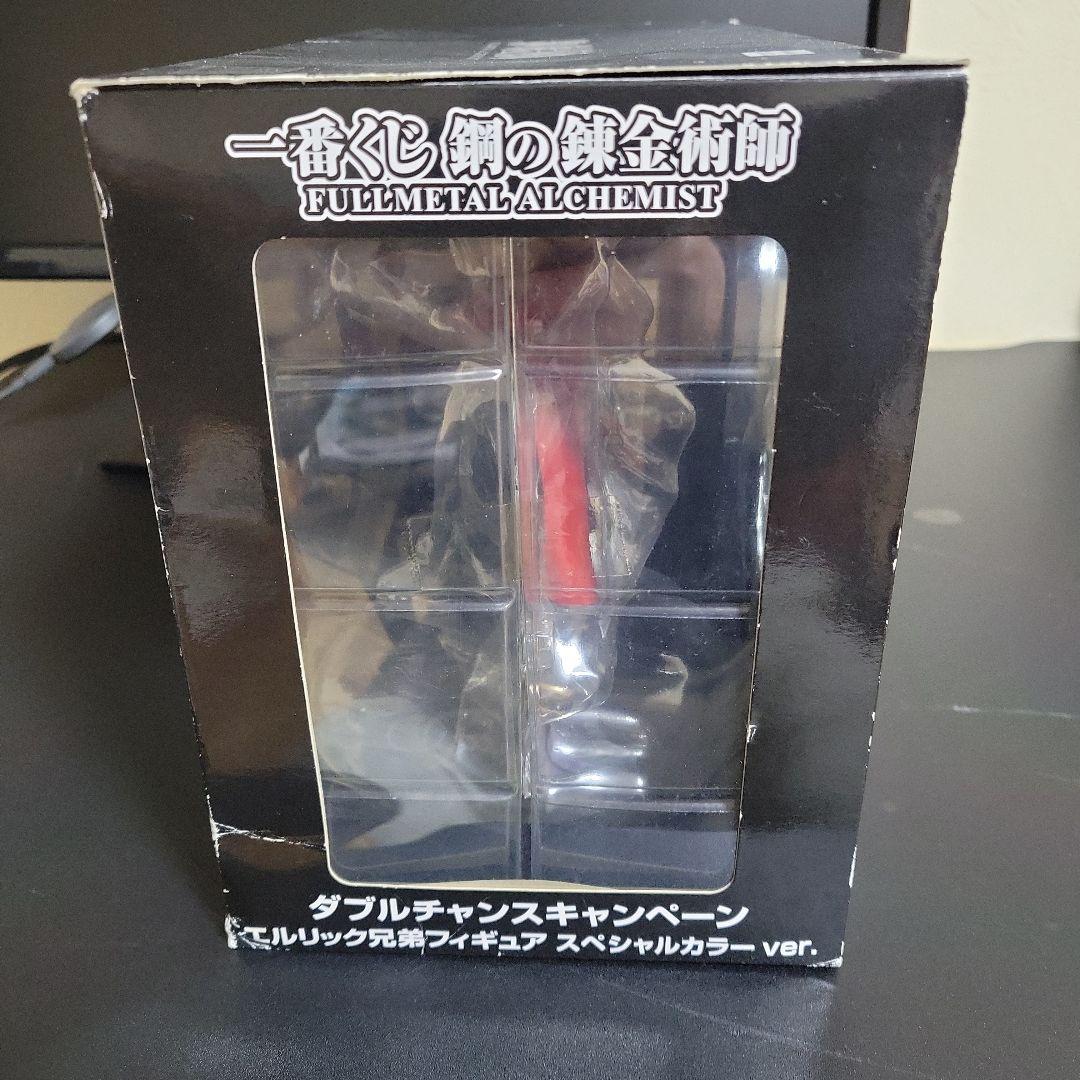 一番くじ 鋼の錬金術師
FULLMETAL ALCHEMIST
ダブルチャンスキャンペーン
エルリック兄弟フィギュア スペシャルカラー ver.